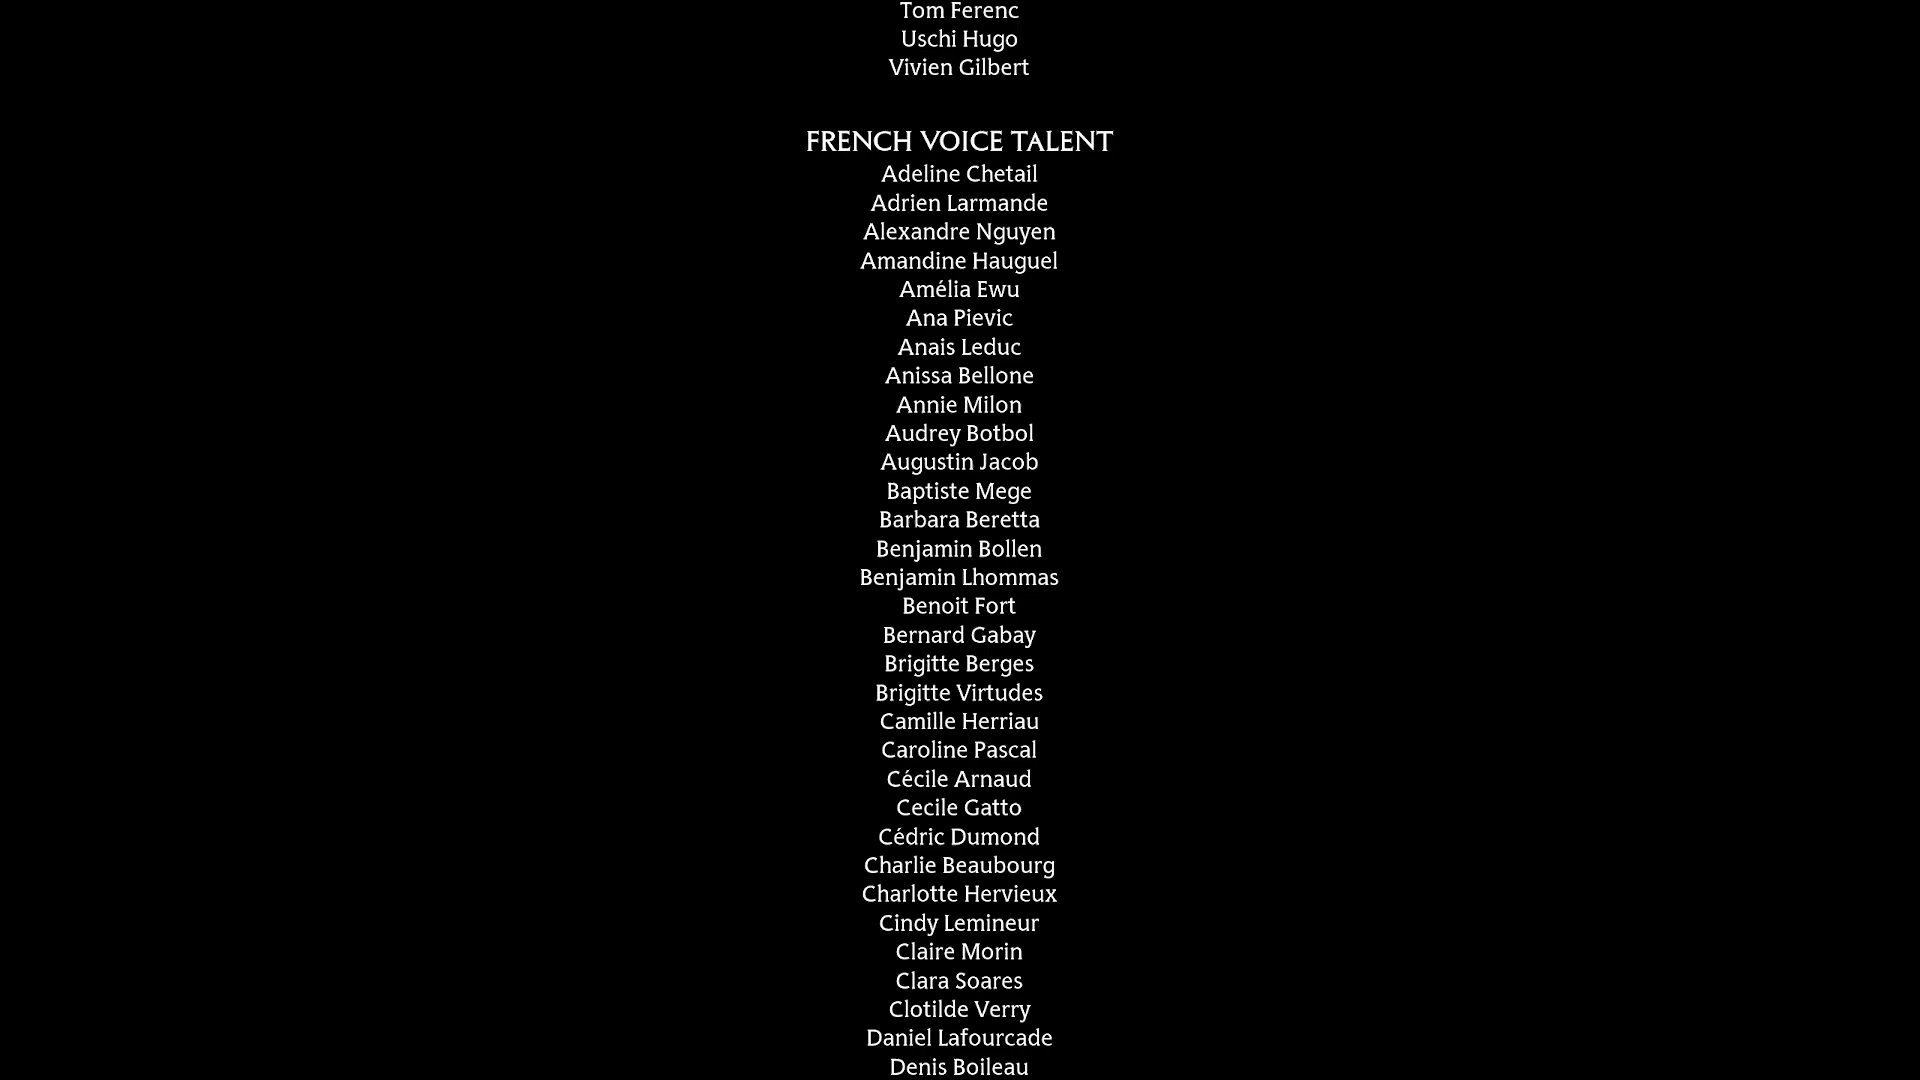 Tom Ferenc
Uschi Hugo
Vivien Gilbert
FRENCH VOICE TALENT
Adeline Chetail
Adrien Larmande
Alexandre Nguyen
Amandine Hauguel
Amélia Ewu
Ana Pievic
Anais Leduc
Anissa Bellone
Annie Milon
Audrey Botbol
Augustin Jacob
Baptiste Mege
Barbara Beretta
Benjamin Bollen
Benjamin Lhommas
Benoit Fort
Bernard Gabay
Brigitte Berges
Brigitte Virtudes
Camille Herriau
Caroline Pascal
Cécile Arnaud
Cecile Gatto
Cédric Dumond
Charlie Beaubourg
Charlotte Hervieux
Cindy Lemineur
Claire Morin
Clara Soares
Clotilde Verry
Daniel Lafourcade
Denis Boileau